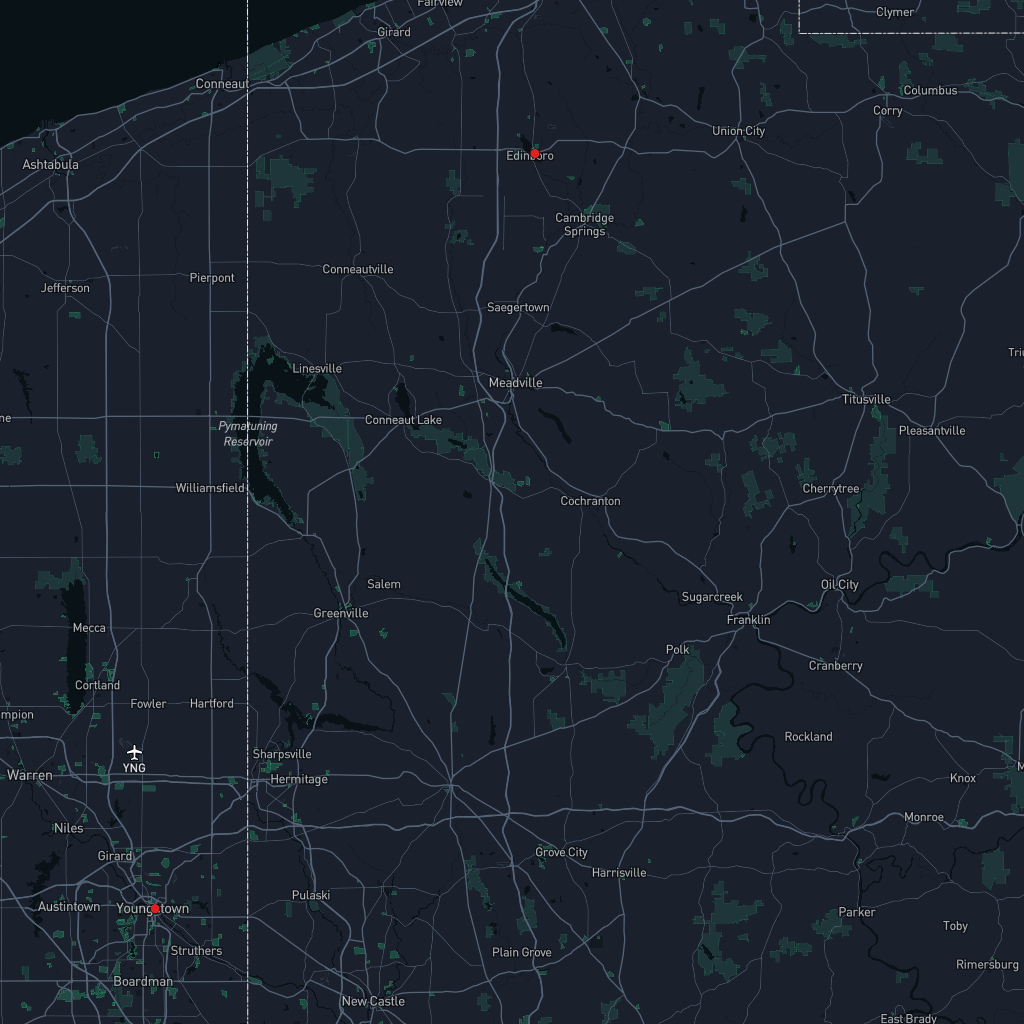 Fairview
Clymer
Girard
Conneaut
Columbus
Corry
Union City
Ashtabula
Edinboro
Cambridge
Springs
Conneautville
Pierpont
Jefferson
Saegertown
Linesville
Meadville
Titusville
Conneaut Lake
Pymatuning
Reservoir
Pleasantville
Williamsfield
Cherrytree
Cochranton
Salem
Oil City
Sugarcreek
Greenville
Franklin
Mecca
Polk
Cranberry
Cortland
Fowler
Hartford
Rockland
Sharpsville
YNG
Warren
Hermitage
Knox
Monroe
Niles
Girard
Grove City
Harrisville
Pulaski
Austintown
Youngstown
Parker
Toby
Struthers
Plain Grove
Rimersburg
Boardman
New Castle
East Brady